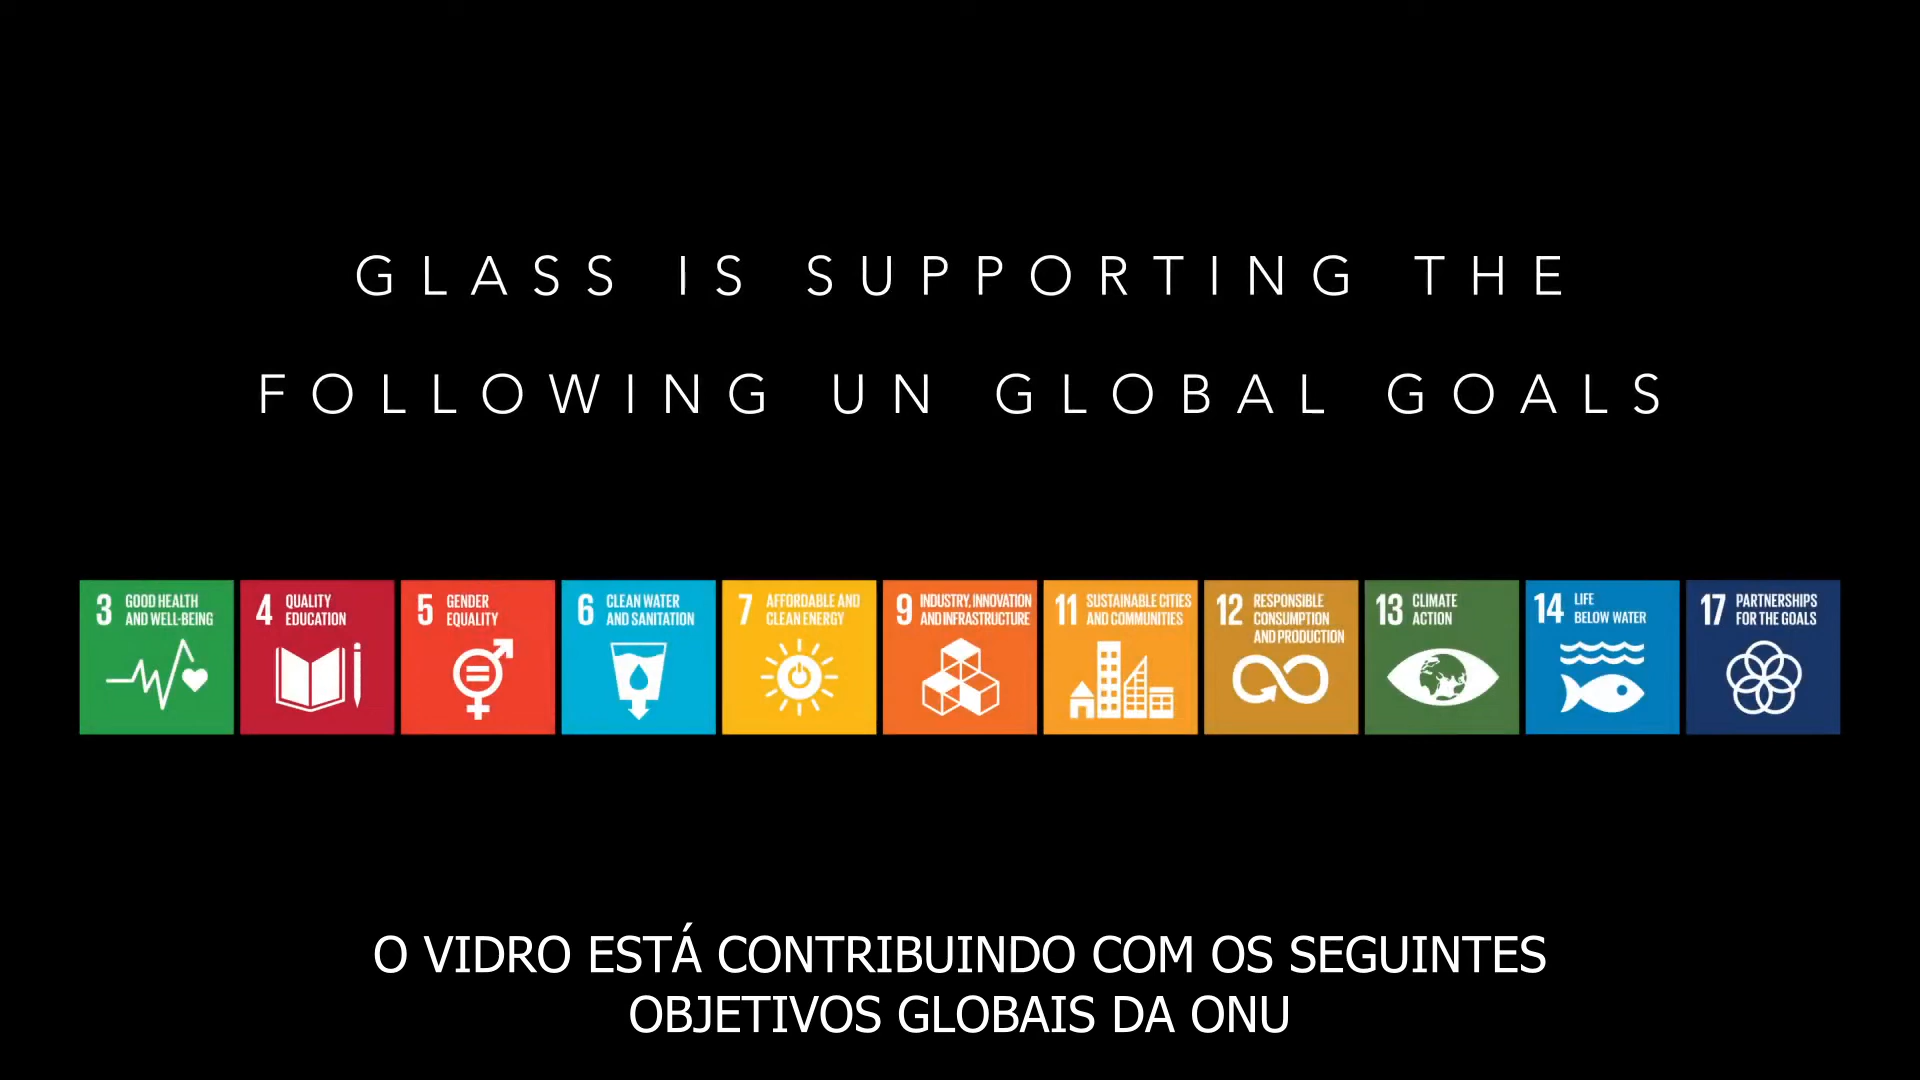 GLASS IS SUPPORTING THE
FOLLOWING UN GLOBAL GOALS
3 GOOD HEALTH
AND WELL-BEING
4 QUALITY
EDUCATION
5 GENDER
EQUALITY
6 CLEAN WATER
AND SANITATION
7 AFFORDABLE AND
CLEAN ENERGY
9 INDUSTRY, INNOVATION
AND INFRASTRUCTURE
11 SUSTAINABLE CITIES
AND COMMUNITIES
12 RESPONSIBLE
CONSUMPTION
AND PRODUCTION
13 CLIMATE
ACTION
14 LIFE
BELOW WATER
17 PARTNERSHIPS
FOR THE GOALS
O VIDRO ESTÁ CONTRIBUINDO COM OS SEGUINTES
OBJETIVOS GLOBAIS DA ONU